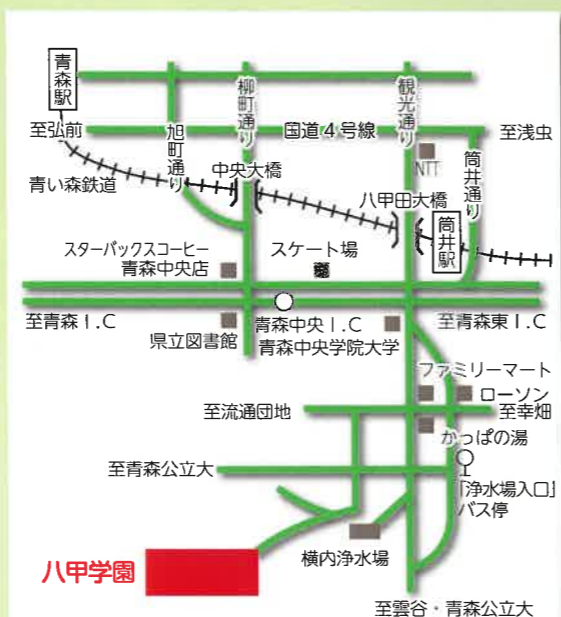 青森駅
柳町通り
観光通り
至弘前
旭町通り
国道4号線
至浅虫
筒井通り
NTT
中央大橋
青い森鉄道
八甲田大橋
筒井駅
スターバックスコーヒー
青森中央店
スケート場
至青森I.C
青森中央I.C
至青森東I.C
県立図書館
青森中央学院大学
ファミリーマート
ローソン
至流通団地
至幸畑
かっぱの湯
至青森公立大
「浄水場入口」
バス停
横内浄水場
八甲学園
至雲谷・青森公立大